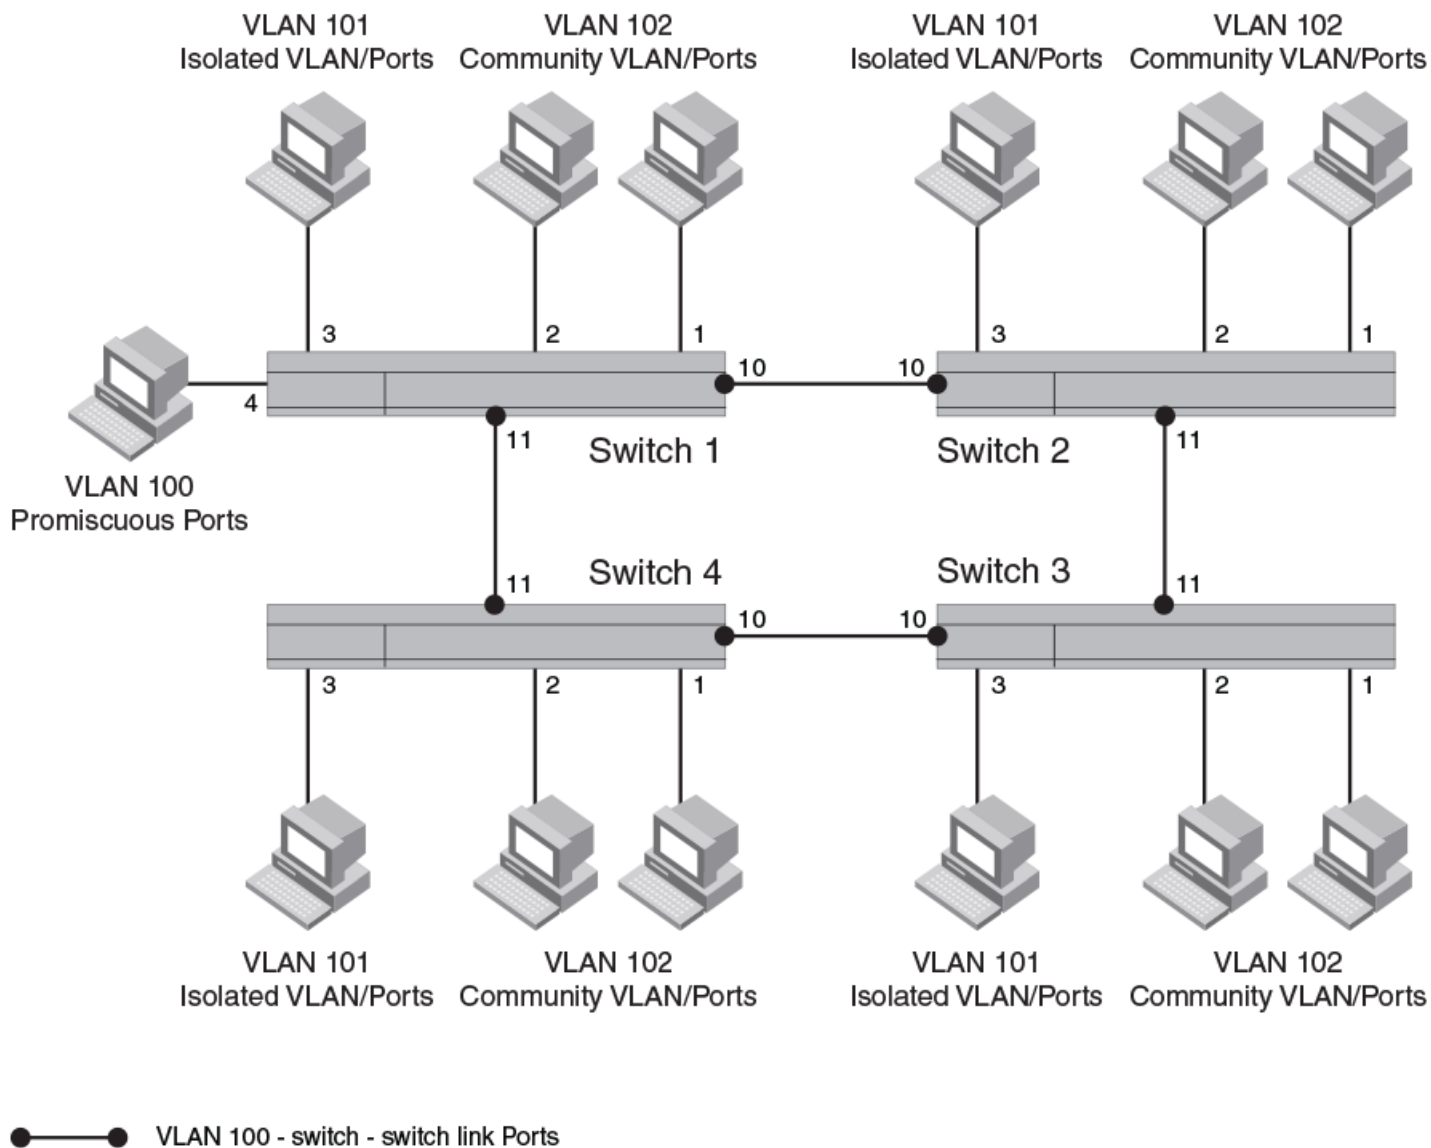 VLAN 101
Isolated VLAN/Ports
VLAN 102
Community VLAN/Ports
VLAN 101
Isolated VLAN/Ports
VLAN 102
Community VLAN/Ports
3
2
1
3
2
1
4
10
10
11
Switch 1
Switch 2
11
VLAN 100
Promiscuous Ports
11
Switch 4
Switch 3
11
10
10
3
2
1
3
2
1
VLAN 101
Isolated VLAN/Ports
VLAN 102
Community VLAN/Ports
VLAN 101
Isolated VLAN/Ports
VLAN 102
Community VLAN/Ports
VLAN 100 - switch - switch link Ports